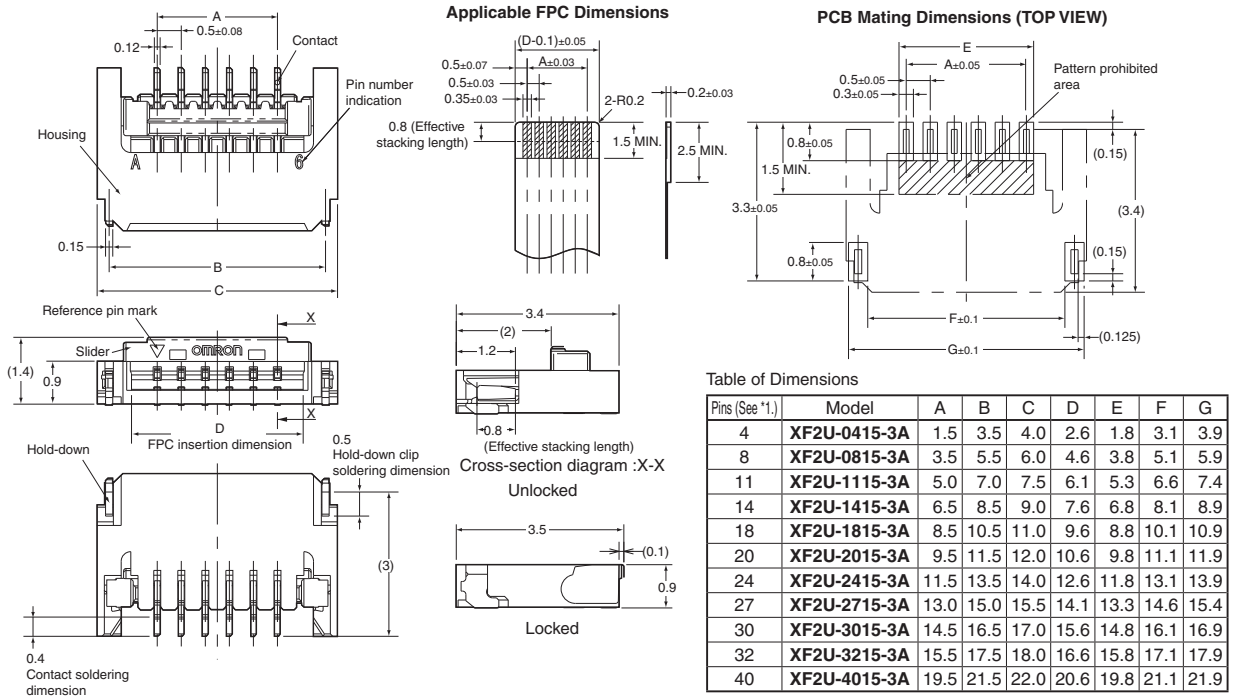 A
0.5±0.08
0.12
Contact
Pin number
indication
Housing
A
6
0.15
B
C
Reference pin mark
X
Slider
OMRON
(1.4)
0.9
X
D
FPC insertion dimension
Hold-down
0.5
Hold-down clip
soldering dimension
(3)
0.4
Contact soldering
dimension
Applicable FPC Dimensions
(D-0.1)±0.05
0.5±0.07
A±0.03
0.5±0.03
0.35±0.03
0.2±0.03
2-R0.2
0.8 (Effective
stacking length)
1.5 MIN.
2.5 MIN.
3.4
(2)
1.2
0.8
(Effective stacking length)
Cross-section diagram :X-X
Unlocked
3.5
(0.1)
0.9
Locked
PCB Mating Dimensions (TOP VIEW)
E
A±0.05
Pattern prohibited
area
0.5±0.05
0.3±0.05
0.8±0.05
(0.15)
1.5 MIN.
3.3±0.05
(3.4)
(0.15)
0.8±0.05
F±0.1
(0.125)
G±0.1
Table of Dimensions
Pins (See *1.) Model A B C D E F G
4 XF2U-0415-3A 1.5 3.5 4.0 2.6 1.8 3.1 3.9
8 XF2U-0815-3A 3.5 5.5 6.0 4.6 3.8 5.1 5.9
11 XF2U-1115-3A 5.0 7.0 7.5 6.1 5.3 6.6 7.4
14 XF2U-1415-3A 6.5 8.5 9.0 7.6 6.8 8.1 8.9
18 XF2U-1815-3A 8.5 10.5 11.0 9.6 8.8 10.1 10.9
20 XF2U-2015-3A 9.5 11.5 12.0 10.6 9.8 11.1 11.9
24 XF2U-2415-3A 11.5 13.5 14.0 12.6 11.8 13.1 13.9
27 XF2U-2715-3A 13.0 15.0 15.5 14.1 13.3 14.6 15.4
30 XF2U-3015-3A 14.5 16.5 17.0 15.6 14.8 16.1 16.9
32 XF2U-3215-3A 15.5 17.5 18.0 16.6 15.8 17.1 17.9
40 XF2U-4015-3A 19.5 21.5 22.0 20.6 19.8 21.1 21.9